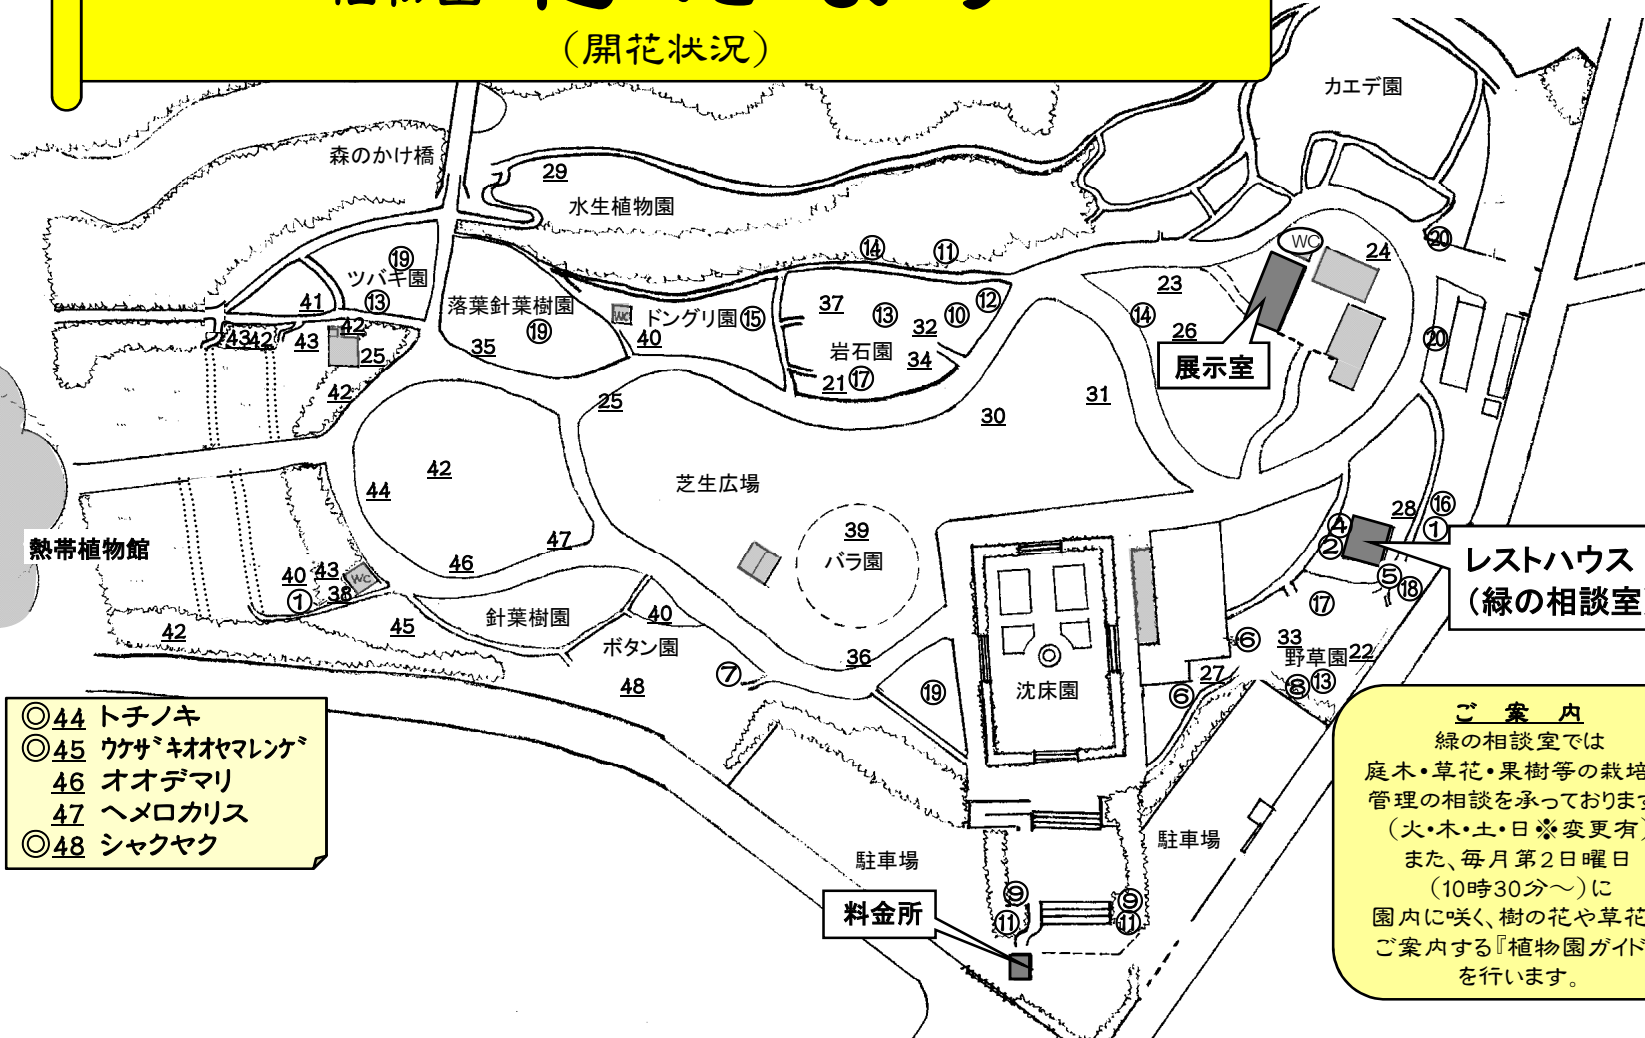 (開花状況)
カエデ園
森のかけ橋
29
水生植物園
⑭
⑪
WC
24
⑳
⑲
ツバキ園
⑬
41
落葉針葉樹園
⑲
35
WC
ドングリ園⑮
40
37
⑬
32
⑩
⑫
岩石園
34
21⑰
23
⑭
26
展示室
⑳
43
42
43
42
25
42
25
30
31
42
44
芝生広場
39
バラ園
47
46
28
⑯
①
④
②
⑤
⑱
レストハウス
(緑の相談室)
熱帯植物館
40
43
WC
①
38
42
45
針葉樹園
40
ボタン園
48
⑦
36
⑲
沈床園
⑰
⑥
33
野草園22
27
⑥
⑧
⑬
◎44 トチノキ
◎45 ウケザキオオヤマレンゲ
46 オオデマリ
47 ヘメロカリス
◎48 シャクヤク
ご 案 内
緑の相談室では
庭木・草花・果樹等の栽培
管理の相談を承っております
(火・木・土・日※変更有)
また、毎月第2日曜日
(10時30分~)に
園内に咲く、樹の花や草花
ご案内する『植物園ガイド
を行います。
駐車場
駐車場
料金所
⑨
⑪
⑨
⑪